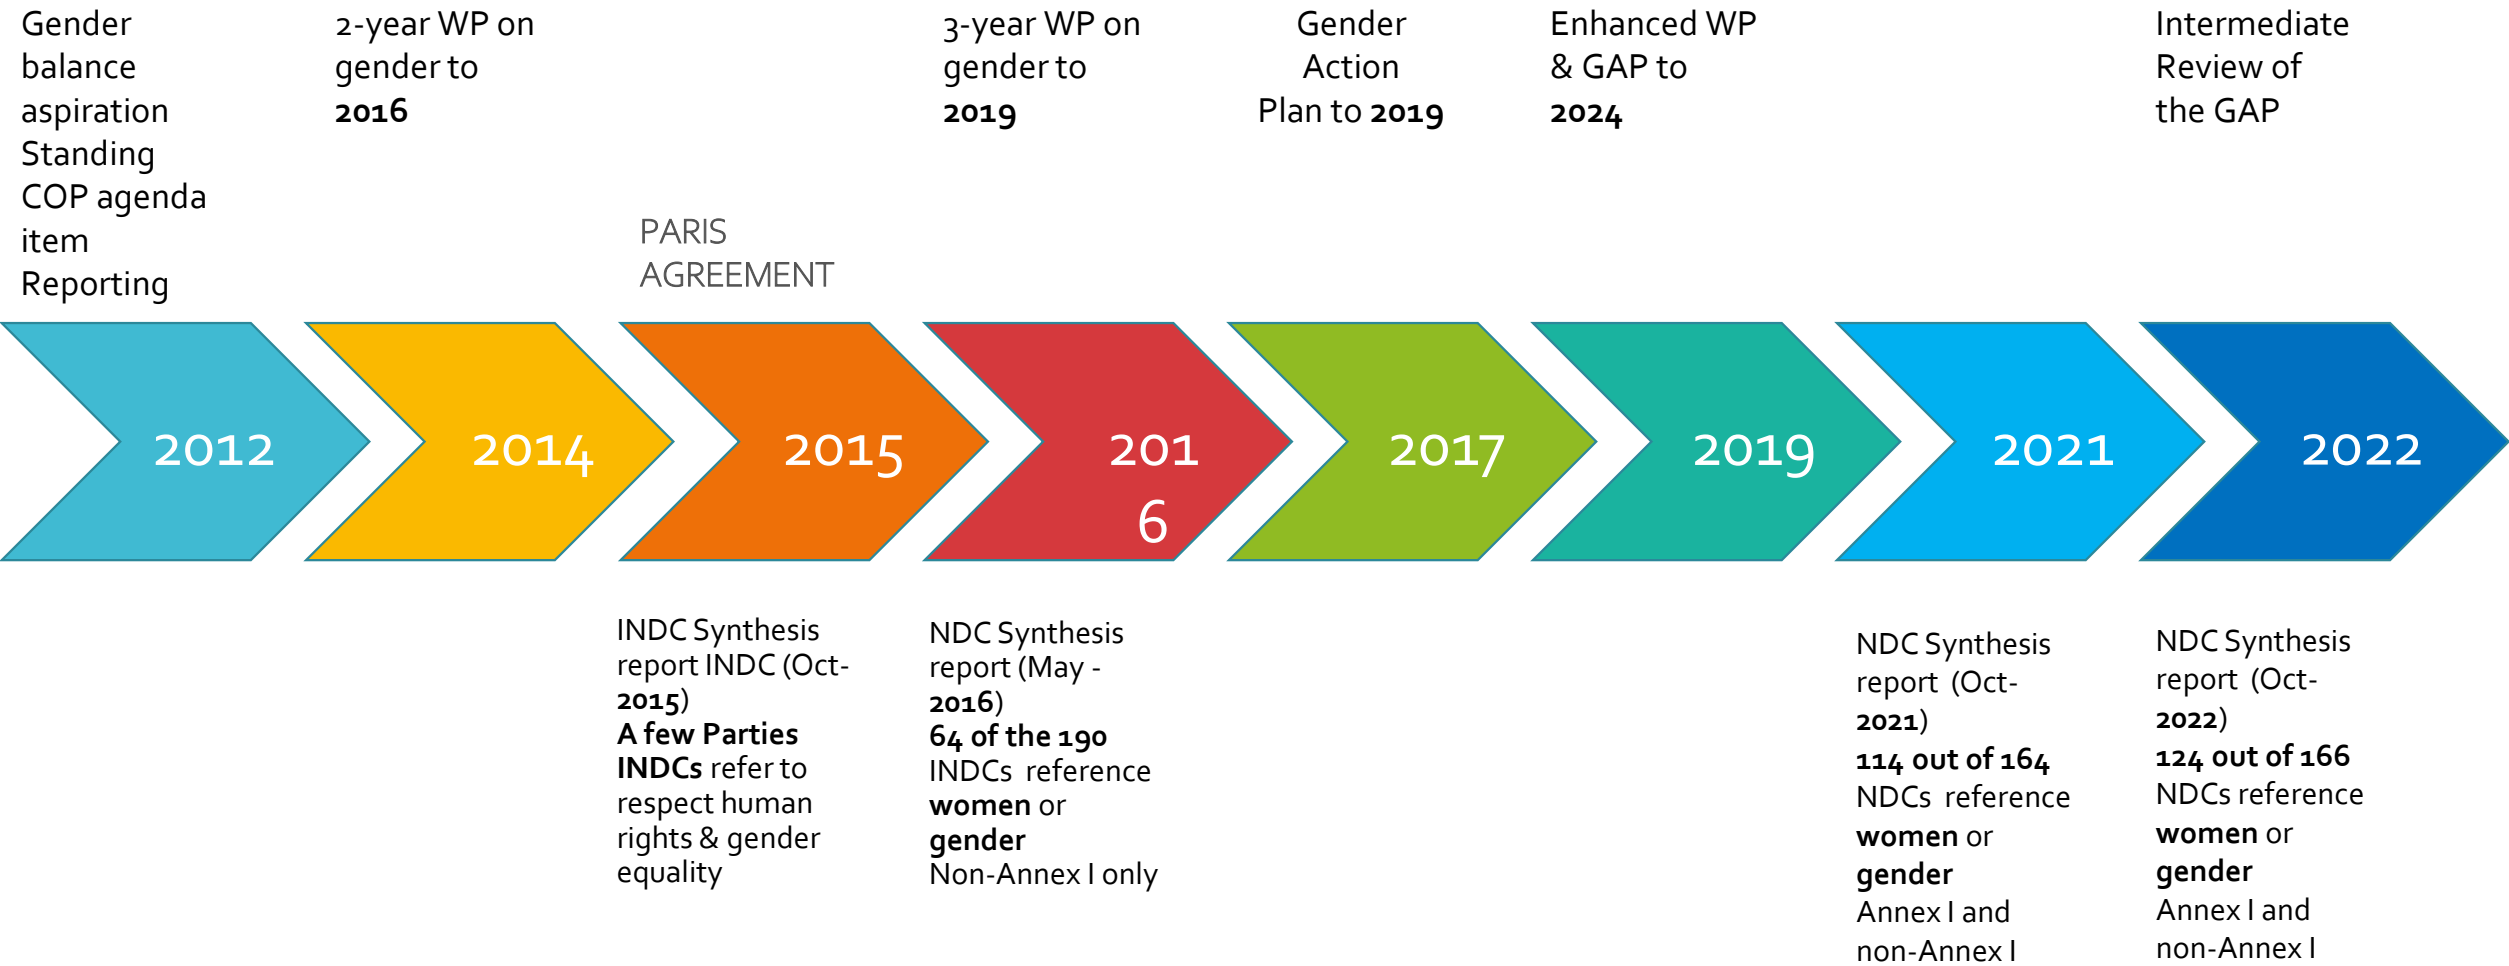 Gender
balance
aspiration
Standing
COP agenda
item
Reporting
2-year WP on
gender to
2016
PARIS
AGREEMENT
3-year WP on
gender to
2019
Gender
Action
Plan to 2019
Enhanced WP
& GAP to
2024
Intermediate
Review of
the GAP
2012
2014
2015
201
6
2017
2019
2021
2022
INDC Synthesis
report INDC (Oct-
2015)
A few Parties
INDCs refer to
respect human
rights & gender
equality
NDC Synthesis
report (May -
2016)
64 of the 190
INDCs reference
women or
gender
Non-Annex I only
NDC Synthesis
report (Oct-
2021)
114 out of 164
NDCs reference
women or
gender
Annex I and
non-Annex I
NDC Synthesis
report (Oct-
2022)
124 out of 166
NDCs reference
women or
gender
Annex I and
non-Annex I